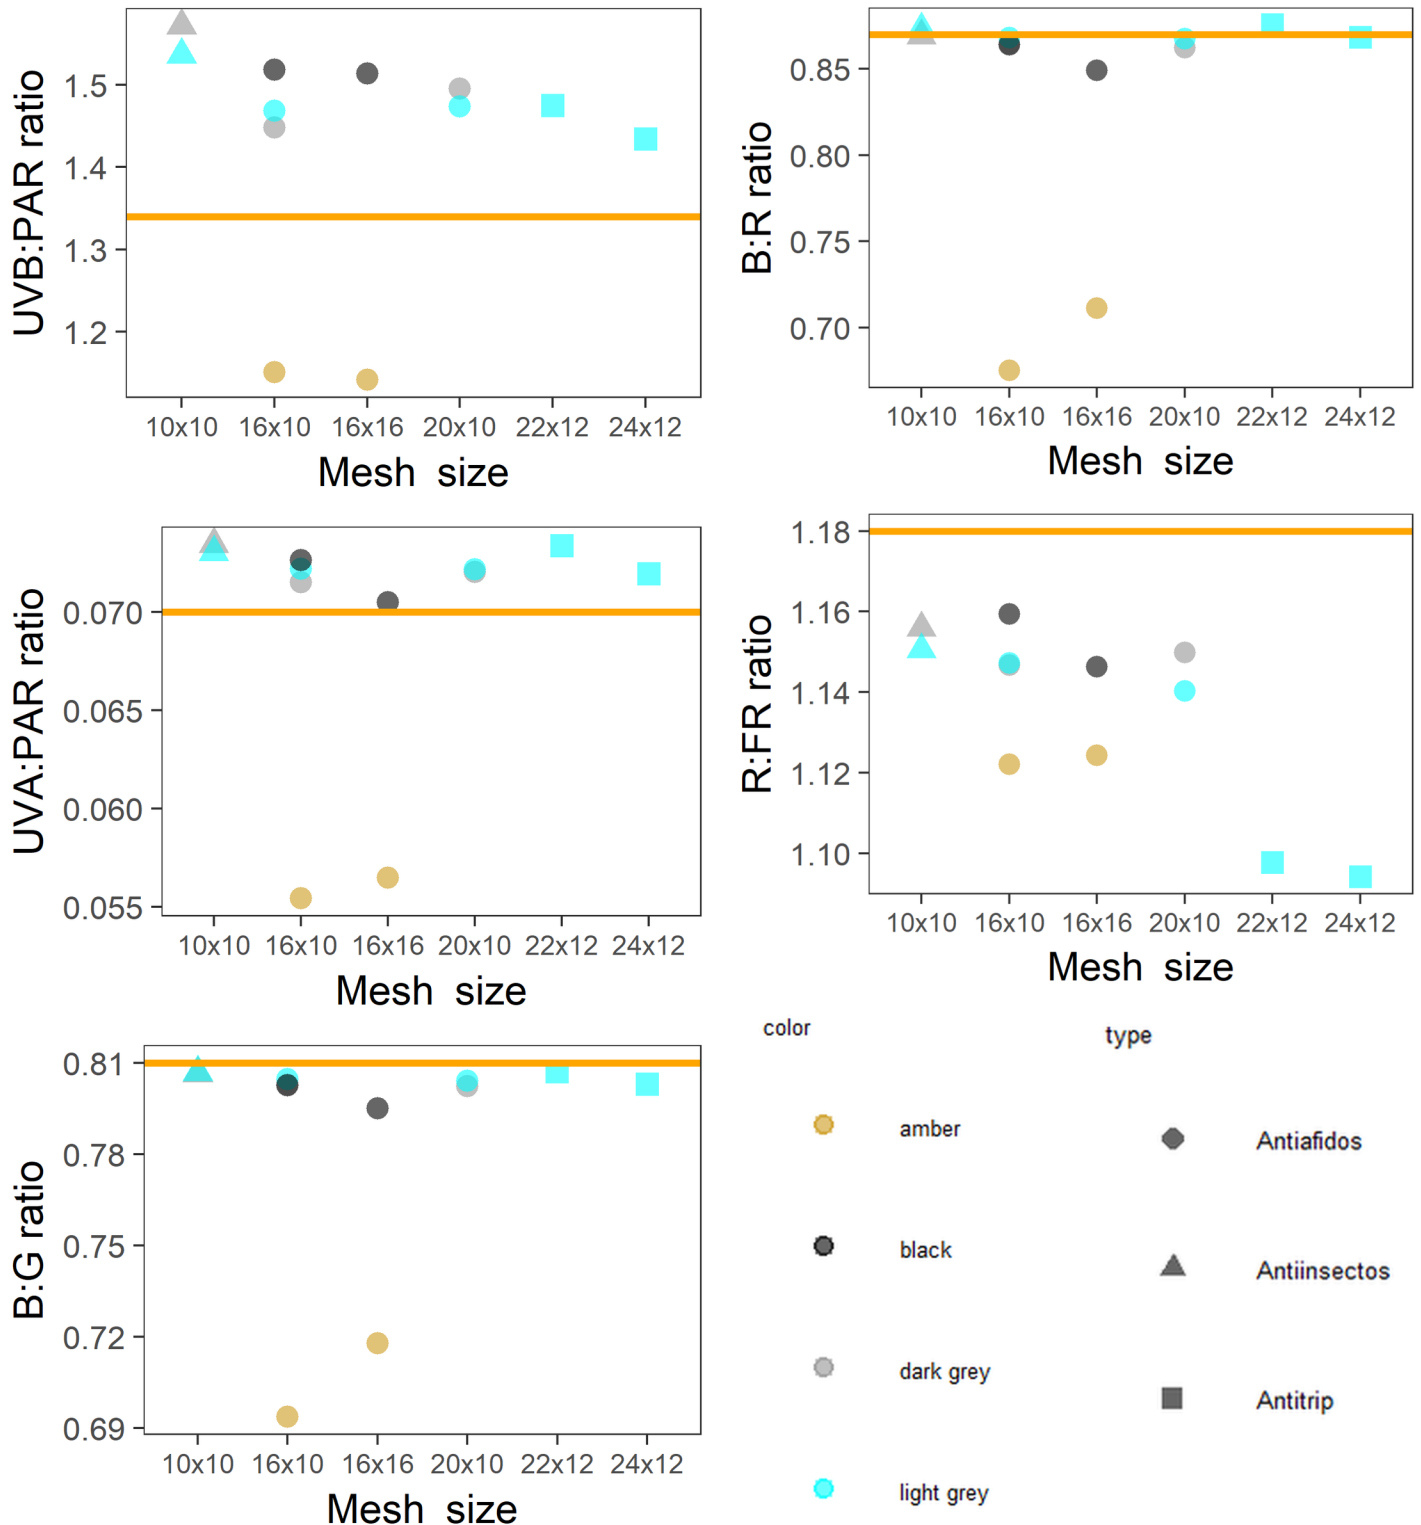 UVB:PAR ratio
1.5
1.4
1.3
1.2
10x10 16x10 16x16 20x10 22x12 24x12
Mesh size
B:R ratio
0.85
0.80
0.75
0.70
10x10 16x10 16x16 20x10 22x12 24x12
Mesh size
UVA:PAR ratio
0.070
0.065
0.060
0.055
10x10 16x10 16x16 20x10 22x12 24x12
Mesh size
R:FR ratio
1.18
1.16
1.14
1.12
1.10
10x10 16x10 16x16 20x10 22x12 24x12
Mesh size
B:G ratio
0.81
0.78
0.75
0.72
0.69
10x10 16x10 16x16 20x10 22x12 24x12
Mesh size
color
amber
black
dark grey
light grey
type
Antiafidos
Antiinsectos
Antitrip